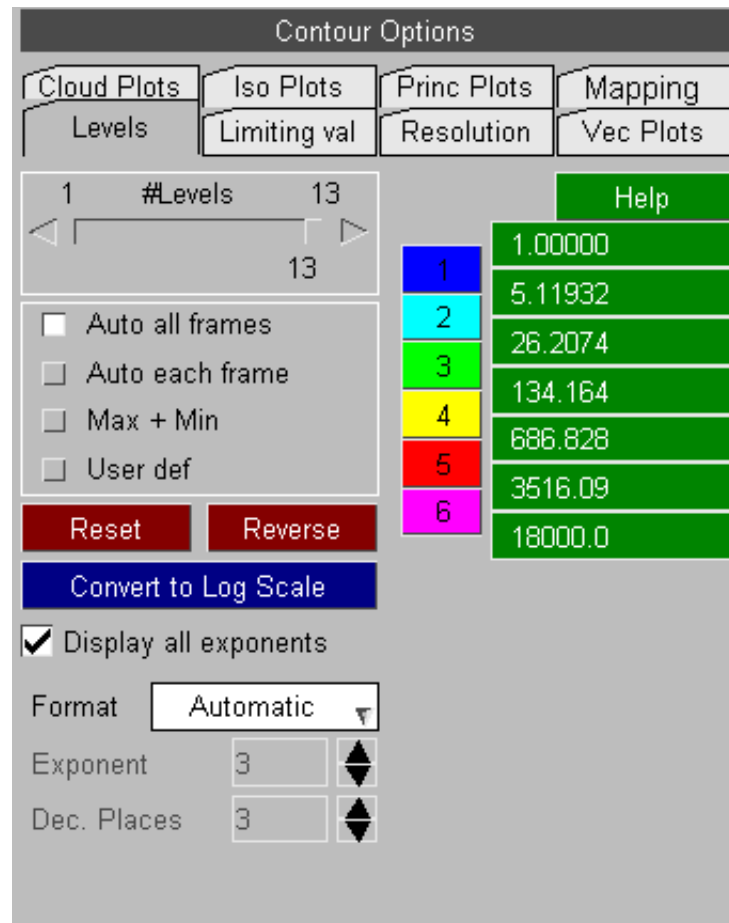 Contour Options
Cloud Plots Iso Plots Princ Plots Mapping
Levels Limiting val Resolution Vec Plots
1 #Levels 13
13
Auto all frames
Auto each frame
Max + Min
User def
Reset Reverse
Convert to Log Scale
Display all exponents
Format Automatic
Exponent 3
Dec. Places 3
Help
1.00000
1
5.11932
2
26.2074
3
134.164
4
686.828
5
3516.09
6
18000.0